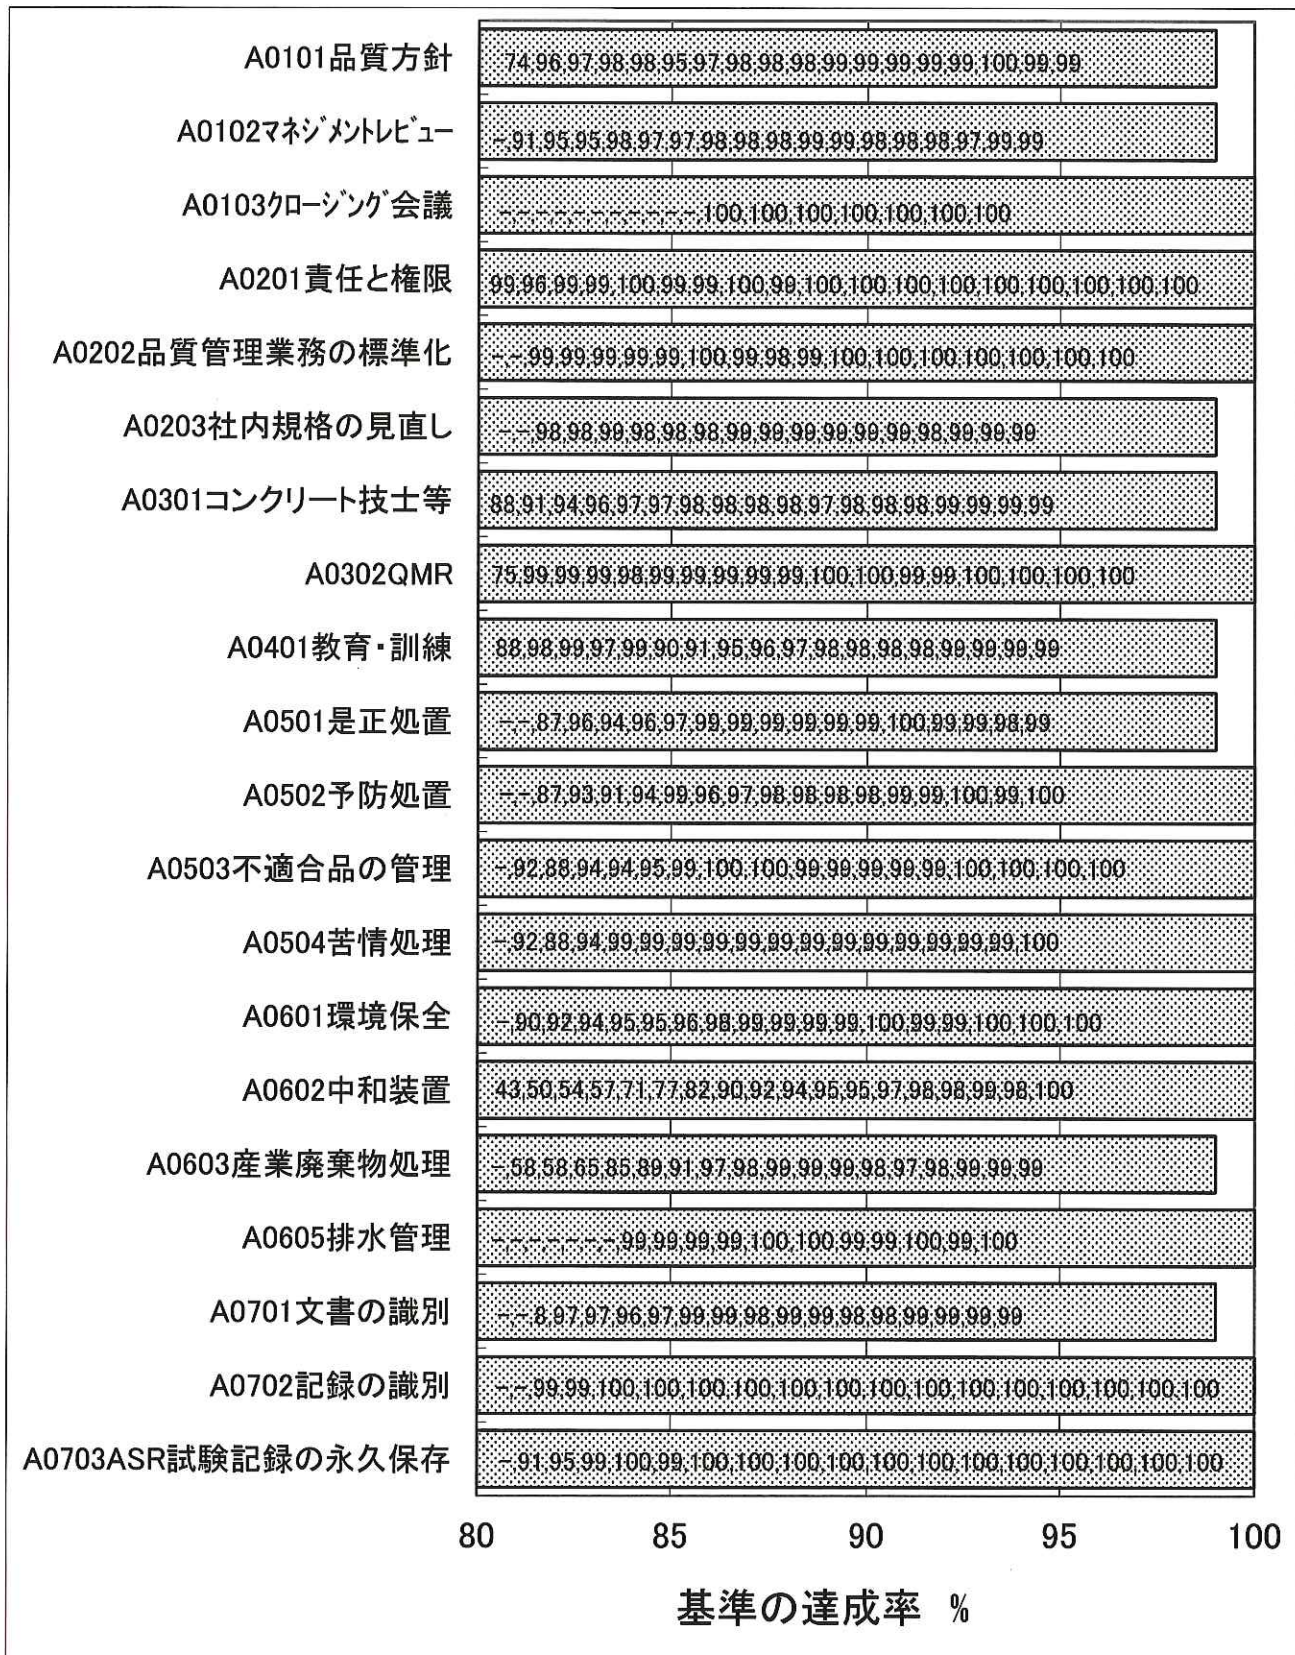 A0101品質方針 74,96,97,98,98,95,97,98,98,98,99,99,99,99,99,100,99,99
A0102マネジメントレビュー -,91,95,95,98,97,97,98,98,98,99,99,98,98,98,97,99,99
A0103クロージング会議 -,-,-,-,-,-,-,-,-,-,-,100,100,100,100,100,100,100
A0201責任と権限 99,96,99,99,100,99,99,100,99,100,100,100,100,100,100,100,100,100
A0202品質管理業務の標準化 -,-,99,99,99,99,99,100,99,98,99,100,100,100,100,100,100,100
A0203社内規格の見直し -,-,98,98,99,98,98,98,99,99,99,99,99,99,98,99,99,99
A0301コンクリート技士等 88,91,94,96,97,97,98,98,98,98,97,98,98,98,99,99,99,99
A0302QMR 75,99,99,99,98,99,99,99,99,99,100,100,99,99,100,100,100,100
A0401教育・訓練 88,98,99,97,99,90,91,95,96,97,98,98,98,98,99,99,99,99
A0501是正処置 -,-,87,96,94,96,97,99,99,99,99,99,99,100,99,99,98,99
A0502予防処置 -,-,87,93,91,94,99,96,97,98,98,98,98,99,99,100,99,100
A0503不適合品の管理 -,92,88,94,94,95,99,100,100,99,99,99,99,99,100,100,100,100
A0504苦情処理 -,92,88,94,99,99,99,99,99,99,99,99,99,99,99,99,99,100
A0601環境保全 -,90,92,94,95,95,96,98,99,99,99,99,100,99,99,100,100,100
A0602中和装置 43,50,54,57,71,77,82,90,92,94,95,95,97,98,98,99,98,100
A0603産業廃棄物処理 -,58,58,65,85,89,91,97,98,99,99,99,98,97,98,99,99,99
A0605排水管理 -,-,-,-,-,-,-,99,99,99,99,100,100,99,99,100,99,100
A0701文書の識別 -,-,8,97,97,96,97,99,99,98,99,99,98,98,99,99,99,99
A0702記録の識別 -,-,99,99,100,100,100,100,100,100,100,100,100,100,100,100,100,100
A0703ASR試験記録の永久保存 -,91,95,99,100,99,100,100,100,100,100,100,100,100,100,100,100,100
80 85 90 95 100
基準の達成率 %